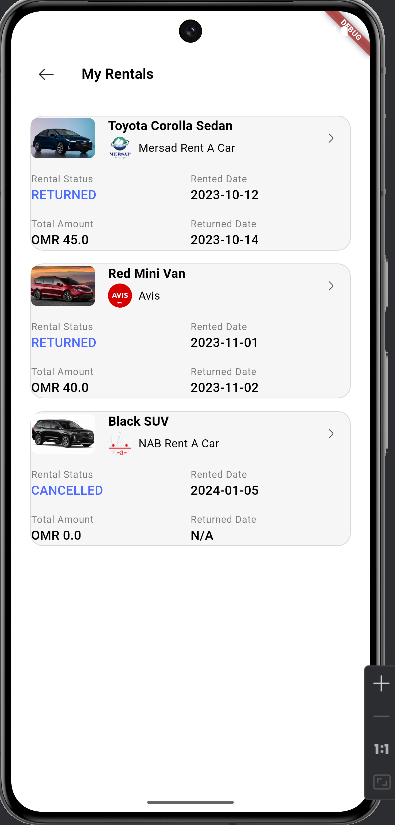 DEBUG
My Rentals
Toyota Corolla Sedan
MERSAD
Mersad Rent A Car
Rental Status
Rented Date
RETURNED
2023-10-12
Total Amount
Returned Date
OMR 45.0
2023-10-14
Red Mini Van
AVIS
Avis
Rental Status
Rented Date
RETURNED
2023-11-01
Total Amount
Returned Date
OMR 40.0
2023-11-02
Black SUV
NAB Rent A Car
Rental Status
Rented Date
CANCELLED
2024-01-05
Total Amount
Returned Date
OMR 0.0
N/A
1:1